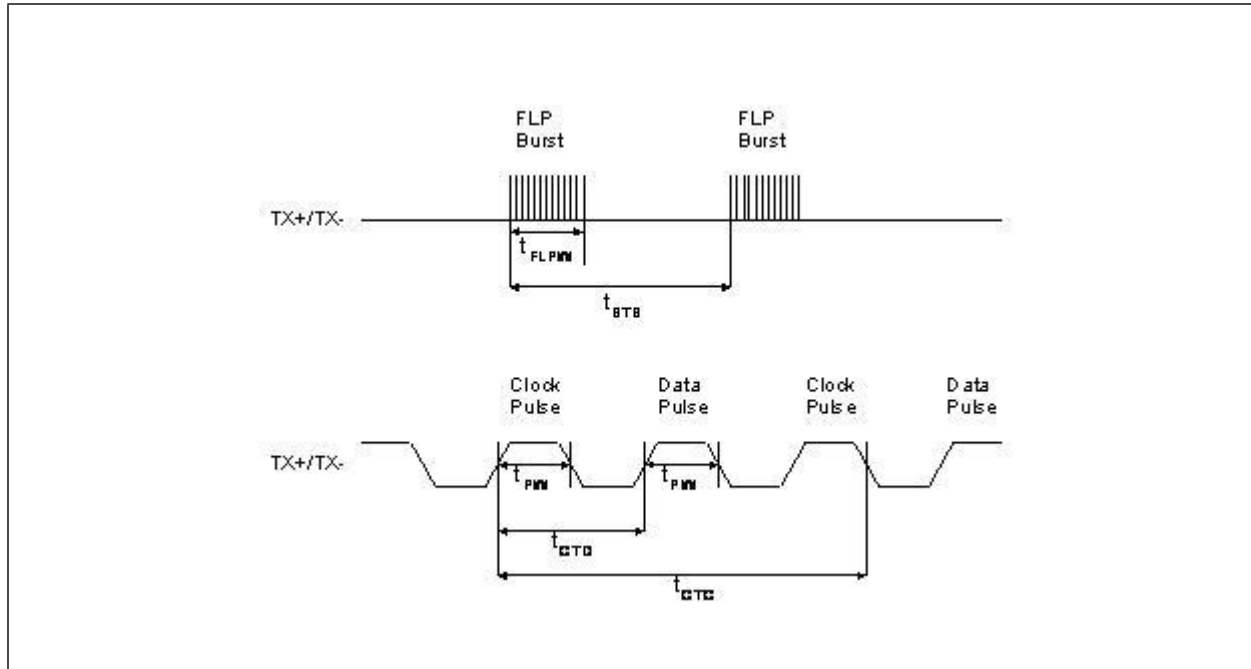 FLP
Burst
FLP
Burst
TX+/TX-
t FLPW
t BTB
Clock
Pulse
Data
Pulse
Clock
Pulse
Data
Pulse
TX+/TX-
t PW
t PW
t CTD
t CTC